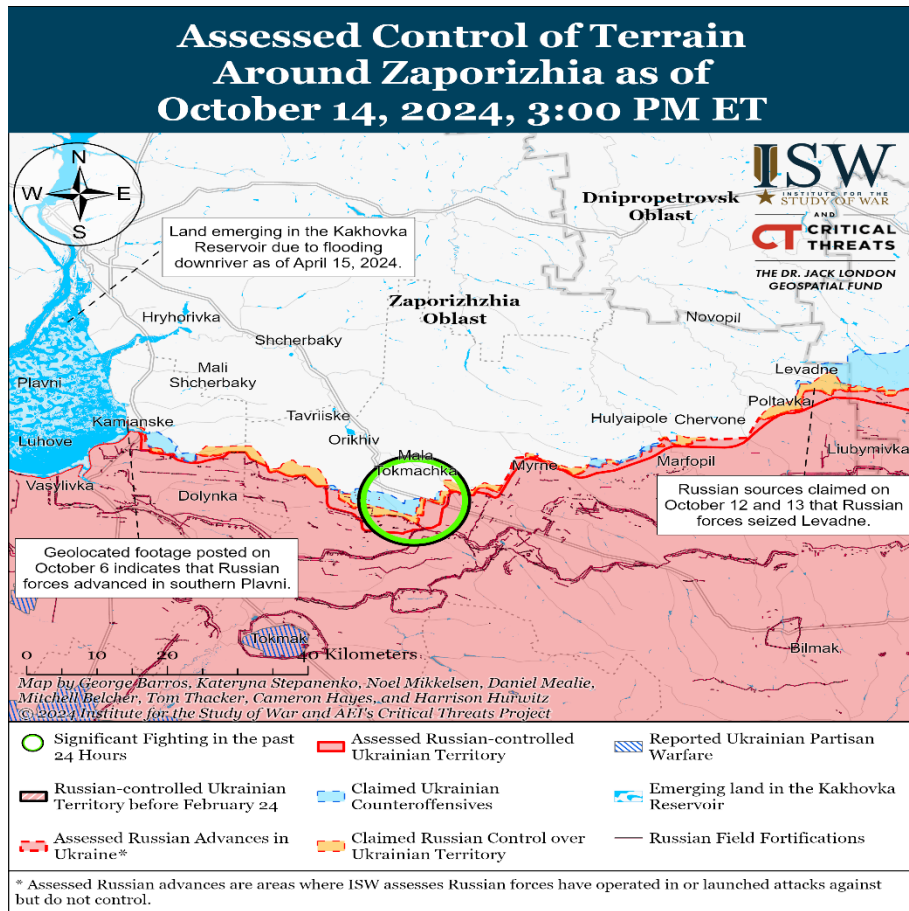 Assessed Control of Terrain
Around Zaporizhia as of
October 14, 2024, 3:00 PM ET
N
W E
S
ISW
INSTITUTE FOR THE
STUDY OF WAR
AND
CT CRITICAL
THREATS
THE DR. JACK LONDON
GEOSPATIAL FUND
Dnipropetrovsk
Oblast
Land emerging in the Kakhovka
Reservoir due to flooding
downriver as of April 15, 2024.
Zaporizhzhia
Oblast
Hryhorivka
Novopil
Shcherbaky
Mali
Shcherbaky
Levadne
Plavni
Poltavka
Tavriiske
Hulyaipole
Chervone
Kamianske
Orikhiv
Luhove
Mala
Tokmachka
Myrne
Marfopil
Liubymivka
Vasylivka
Dolynka
Russian sources claimed on
October 12 and 13 that Russian
forces seized Levadne.
Geolocated footage posted on
October 6 indicates that Russian
forces advanced in southern Plavni.
Tokmak
Bilmak
0 10 20 40 Kilometers
Map by George Barros, Kateryna Stepanenko, Noel Mikkelsen, Daniel Mealie,
Mitchell Belcher, Tom Thacker, Cameron Hayes, and Harrison Hurwitz
© 2024 Institute for the Study of War and AEI's Critical Threats Project
Significant Fighting in the past
24 Hours
Assessed Russian-controlled
Ukrainian Territory
Reported Ukrainian Partisan
Warfare
Russian-controlled Ukrainian
Territory before February 24
Claimed Ukrainian
Counteroffensives
Emerging land in the Kakhovka
Reservoir
Assessed Russian Advances in
Ukraine*
Claimed Russian Control over
Ukrainian Territory
Russian Field Fortifications
* Assessed Russian advances are areas where ISW assesses Russian forces have operated in or launched attacks against
but do not control.